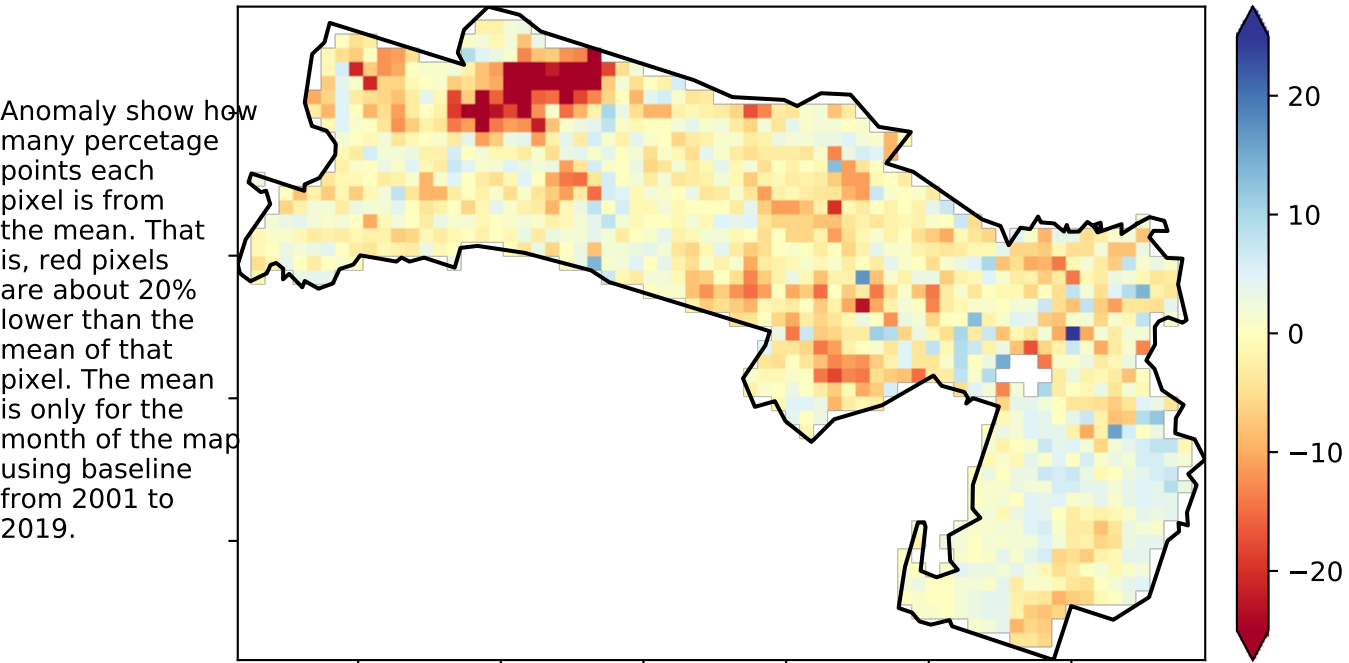 Anomaly show how
many percetage
points each
pixel is from
the mean. That
is, red pixels
are about 20%
lower than the
mean of that
pixel. The mean
is only for the
month of the map
using baseline
from 2001 to
2019.
20
10
0
−10
−20